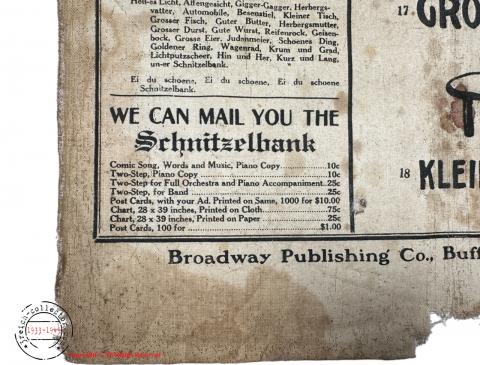 Heil-es Licht, Affengesicht, Gigger-Gagger, Herbergs-
vatter, Automobile, Besenstiel, Kleiner Tisch,
Grosser Fisch, Guter Butter, Herbergsmutter,
Grosser Durst, Gute Würst, Reifenrock, Geisen-
bock, Grosse Eier, Judenmeier, Schoenes Ding,
Goldener Ring, Wagenrad, Krum und Grad,
Lichtputzscheer, Hin und Her, Kurz und Lang,
un-er Schnitzelbank.
Ei du schoene, Ei du schoene, Ei du schoene
Schnitzelbank.
WE CAN MAIL YOU THE
Schnitzelbank
Comic Song, Words and Music, Piano Copy 10c
Two-Step, Piano Copy 10c
Two-Step for Full Orchestra and Piano Accompaniment 25c
Two-Step, for Band 25c
Post Cards, with your Ad. Printed on Same, 1000 for $10.00
Chart, 28 x 39 inches, Printed on Cloth 75c
Chart, 28 x 39 inches, Printed on Paper 25c
Post Cards, 100 for $1.00
17 GRO
18 KLEI
Broadway Publishing Co., Buff
1933-19